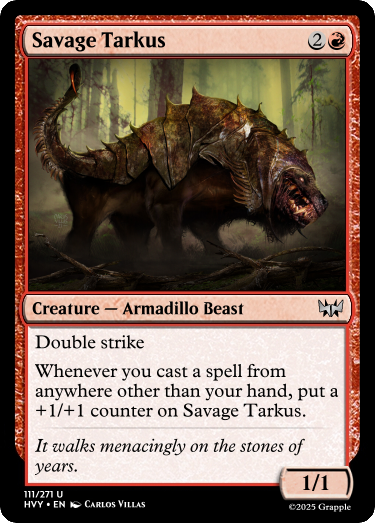 Savage Tarkus 2
Creature — Armadillo Beast
Double strike
Whenever you cast a spell from
anywhere other than your hand, put a
+1/+1 counter on Savage Tarkus.
It walks menacingly on the stones of
years.
1/1
111/271 U
HVY • EN Carlos Villas
©2025 Grapple